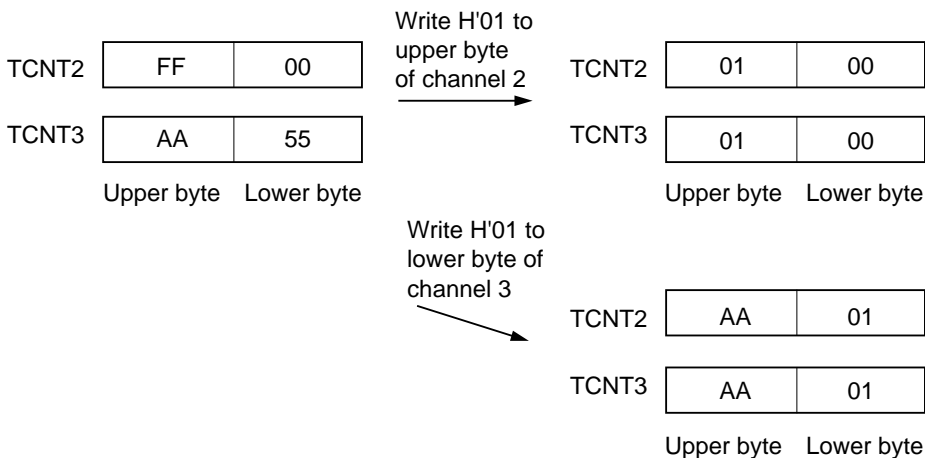 Write H'01 to
upper byte
of channel 2
TCNT2 FF 00
TCNT3 AA 55
Upper byte Lower byte
TCNT2 01 00
TCNT3 01 00
Upper byte Lower byte
Write H'01 to
lower byte of
channel 3
TCNT2 AA 01
TCNT3 AA 01
Upper byte Lower byte